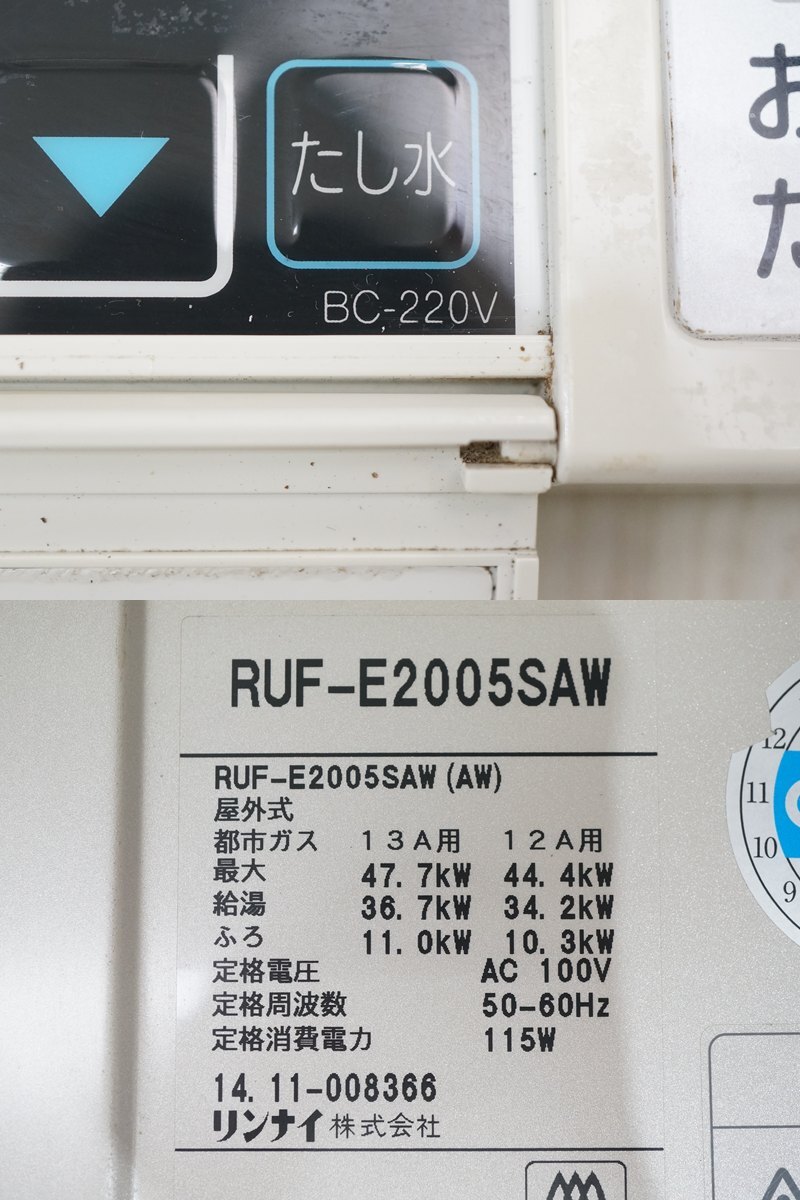 たし水
お
た
BC-220V
RUF-E2005SAW
RUF-E2005SAW (AW)
屋外式
都市ガス 13A用 12A用
最大 47.7kW 44.4kW
給湯 36.7kW 34.2kW
ふろ 11.0kW 10.3kW
定格電圧 AC 100V
定格周波数 50-60Hz
定格消費電力 115W
14.11-008366
リンナイ株式会社
12
11
10
9